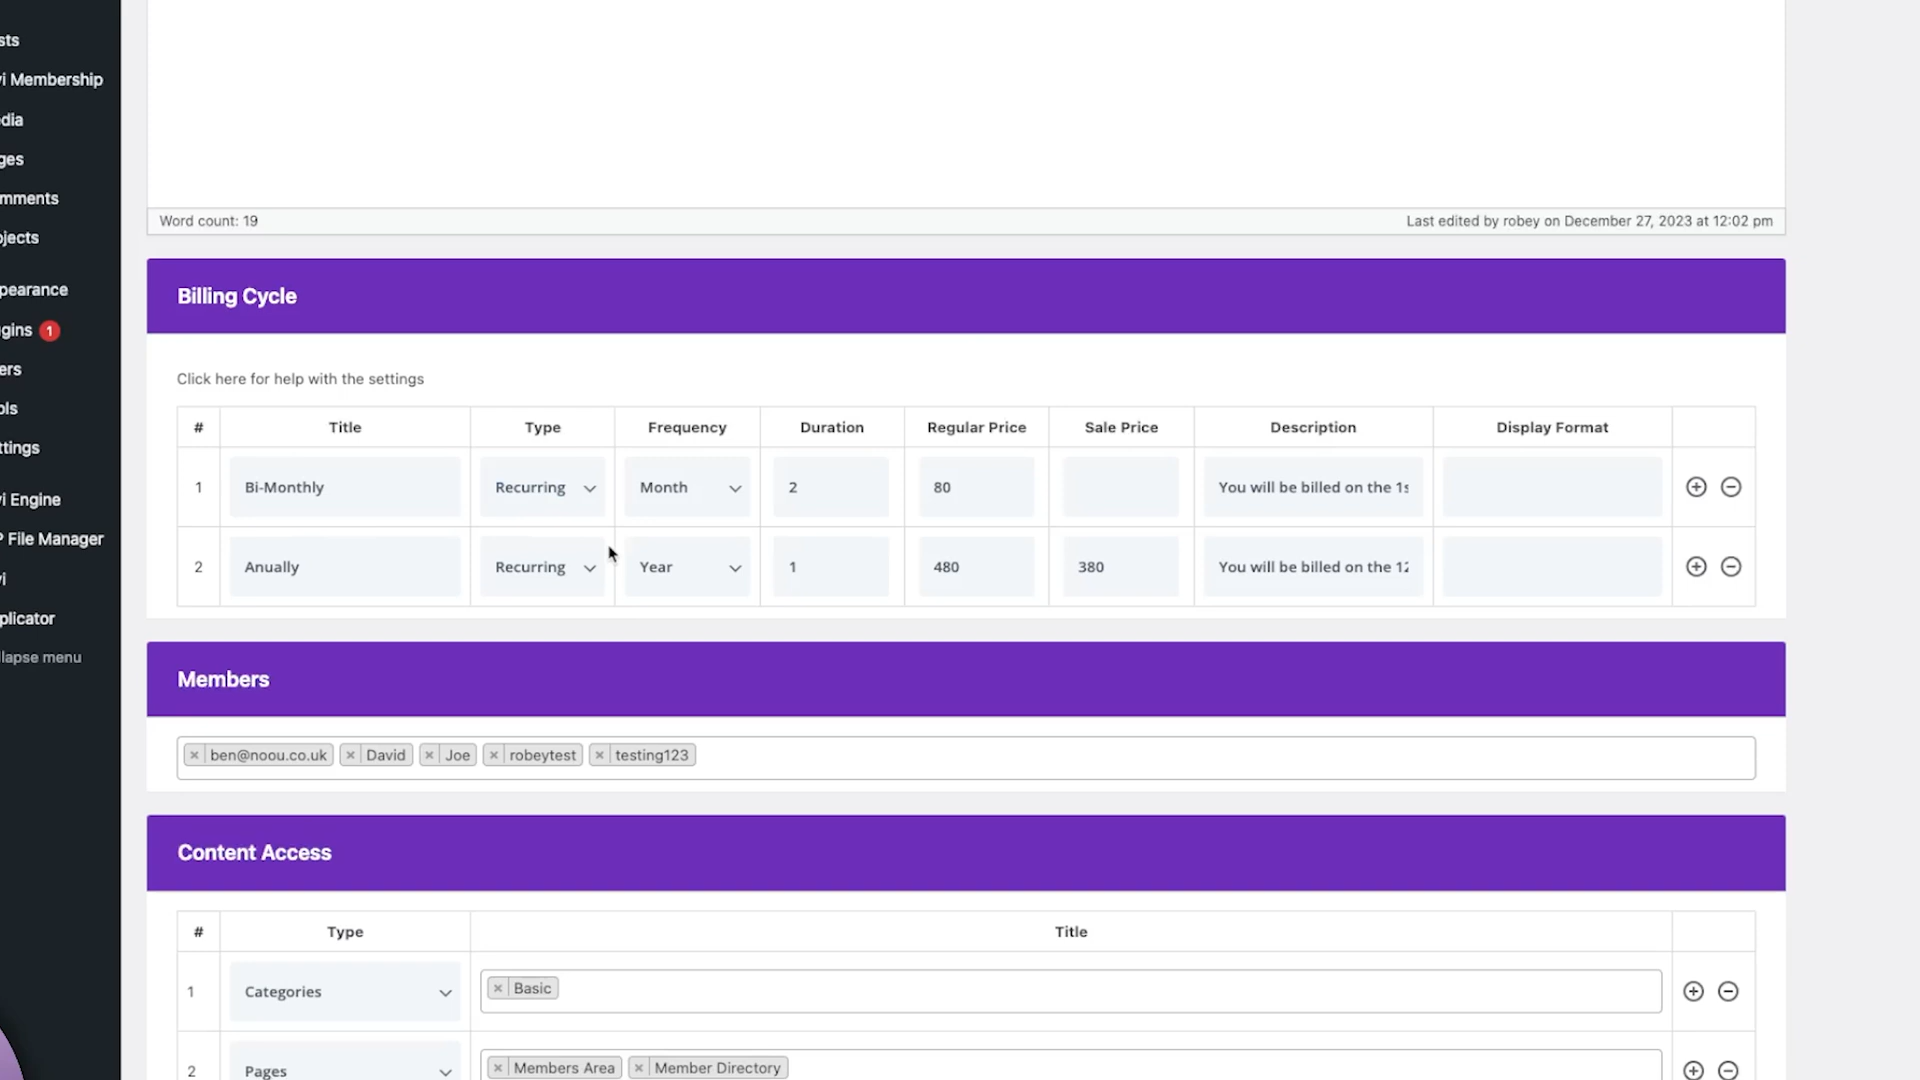 sts
vi Membership
edia
ges
mments
ojects
pearance
gins 1
ers
ols
ttings
vi Engine
P File Manager
vi
plicator
llapse menu
Word count: 19
Last edited by robey on December 27, 2023 at 12:02 pm
Billing Cycle
Click here for help with the settings
# Title Type Frequency Duration Regular Price Sale Price Description Display Format
1 Bi-Monthly Recurring Month 2 80 You will be billed on the 1s
2 Anually Recurring Year 1 480 380 You will be billed on the 12
Members
× ben@noou.co.uk × David × Joe × robeytest × testing123
Content Access
# Type Title
1 Categories × Basic
2 Pages × Members Area × Member Directory